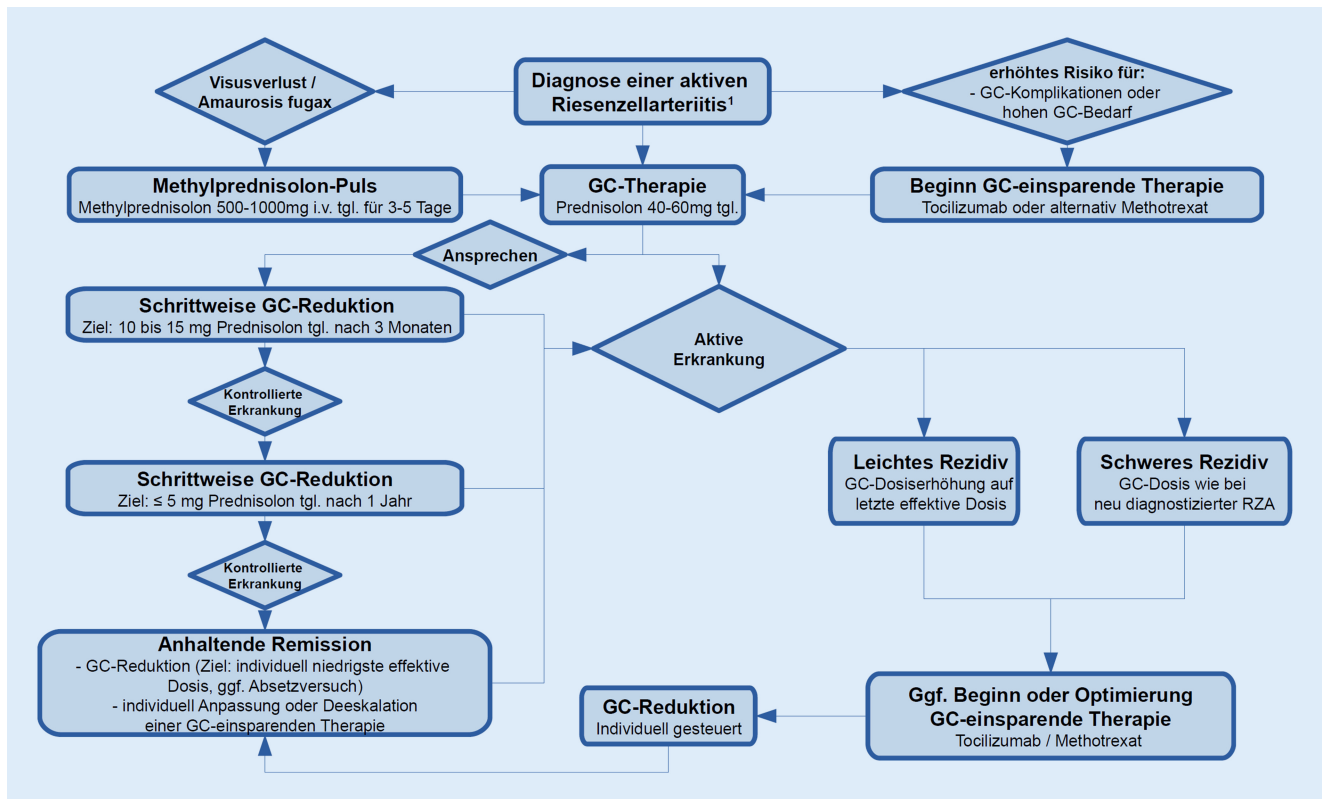 Visusverlust /
Amaurosis fugax
Diagnose einer aktiven
Riesenzellarteriitis¹
erhöhtes Risiko für:
- GC-Komplikationen oder
hohen GC-Bedarf
Methylprednisolon-Puls
Methylprednisolon 500-1000mg i.v. tgl. für 3-5 Tage
GC-Therapie
Prednisolon 40-60mg tgl.
Beginn GC-einsparende Therapie
Tocilizumab oder alternativ Methotrexat
Ansprechen
Schrittweise GC-Reduktion
Ziel: 10 bis 15 mg Prednisolon tgl. nach 3 Monaten
Aktive
Erkrankung
Kontrollierte
Erkrankung
Schrittweise GC-Reduktion
Ziel: ≤ 5 mg Prednisolon tgl. nach 1 Jahr
Leichtes Rezidiv
GC-Dosiserhöhung auf
letzte effektive Dosis
Schweres Rezidiv
GC-Dosis wie bei
neu diagnostizierter RZA
Kontrollierte
Erkrankung
Anhaltende Remission
- GC-Reduktion (Ziel: individuell niedrigste effektive
Dosis, ggf. Absetzversuch)
- individuell Anpassung oder Deeskalation
einer GC-einsparenden Therapie
GC-Reduktion
Individuell gesteuert
Ggf. Beginn oder Optimierung
GC-einsparende Therapie
Tocilizumab / Methotrexat